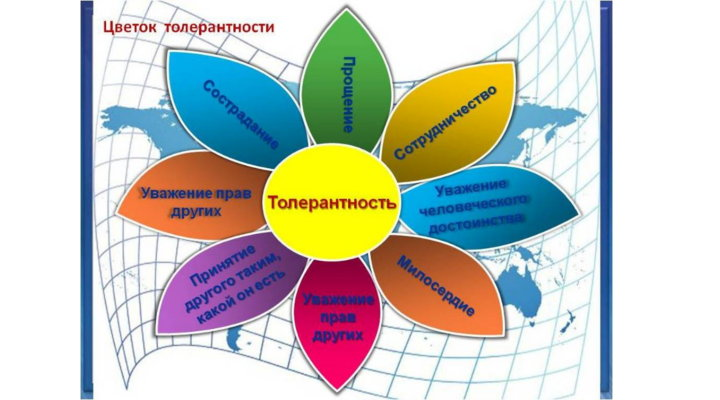 Цветок толерантности
Прощение
Сотрудничество
Уважение
человеческого
достоинства
Милосердие
Уважение
прав
других
Принятие
другого таким,
какой он есть
Уважение прав
других
Сострадание
Толерантность